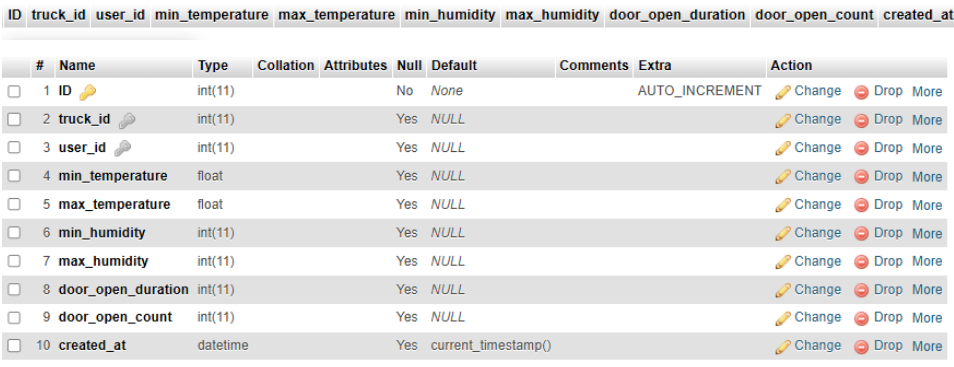 ID truck_id user_id min_temperature max_temperature min_humidity max_humidity door_open_duration door_open_count created_at
# Name Type Collation Attributes Null Default Comments Extra Action
1 ID int(11) No None AUTO_INCREMENT Change Drop More
2 truck_id int(11) Yes NULL Change Drop More
3 user_id int(11) Yes NULL Change Drop More
4 min_temperature float Yes NULL Change Drop More
5 max_temperature float Yes NULL Change Drop More
6 min_humidity int(11) Yes NULL Change Drop More
7 max_humidity int(11) Yes NULL Change Drop More
8 door_open_duration int(11) Yes NULL Change Drop More
9 door_open_count int(11) Yes NULL Change Drop More
10 created_at datetime Yes current_timestamp() Change Drop More